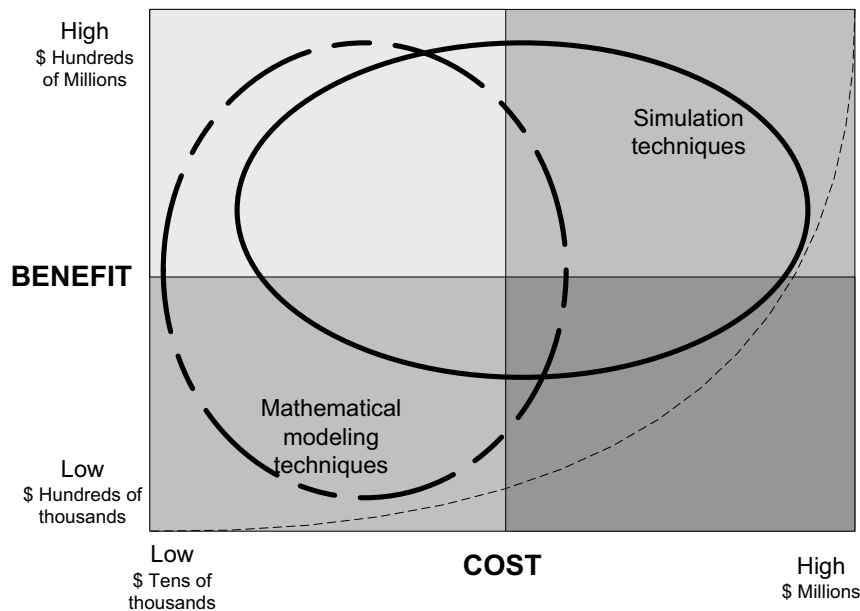 High
$ Hundreds
of Millions
Simulation
techniques
BENEFIT
Mathematical
modeling
techniques
Low
$ Hundreds of
thousands
Low
$ Tens of
thousands
COST
High
$ Millions